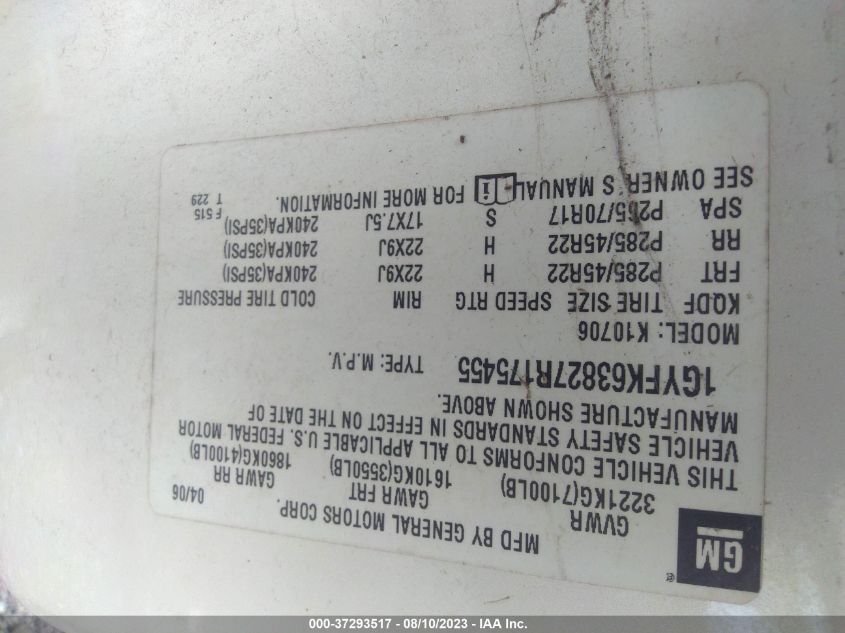 MFD BY GENERAL MOTORS CORP.
04/06
GM
®
GVWR GAWR FRT GAWR RR
3221KG(7100LB) 1610KG(3550LB) 1860KG(4100LB)
THIS VEHICLE CONFORMS TO ALL APPLICABLE U.S. FEDERAL MOTOR
VEHICLE SAFETY STANDARDS IN EFFECT ON THE DATE OF
MANUFACTURE SHOWN ABOVE.
1GYFK63827R175455 TYPE: M.P.V.
MODEL: K10706
KQDF TIRE SIZE SPEED RTG RIM COLD TIRE PRESSURE
FRT P285/45R22 H 22X9J 240KPA(35PSI)
RR P285/45R22 H 22X9J 240KPA(35PSI)
SPA P265/70R17 S 17X7.5J 240KPA(35PSI)
SEE OWNER'S MANUAL i FOR MORE INFORMATION.
F 515
T 229
000-37293517 - 08/10/2023 - IAA Inc.